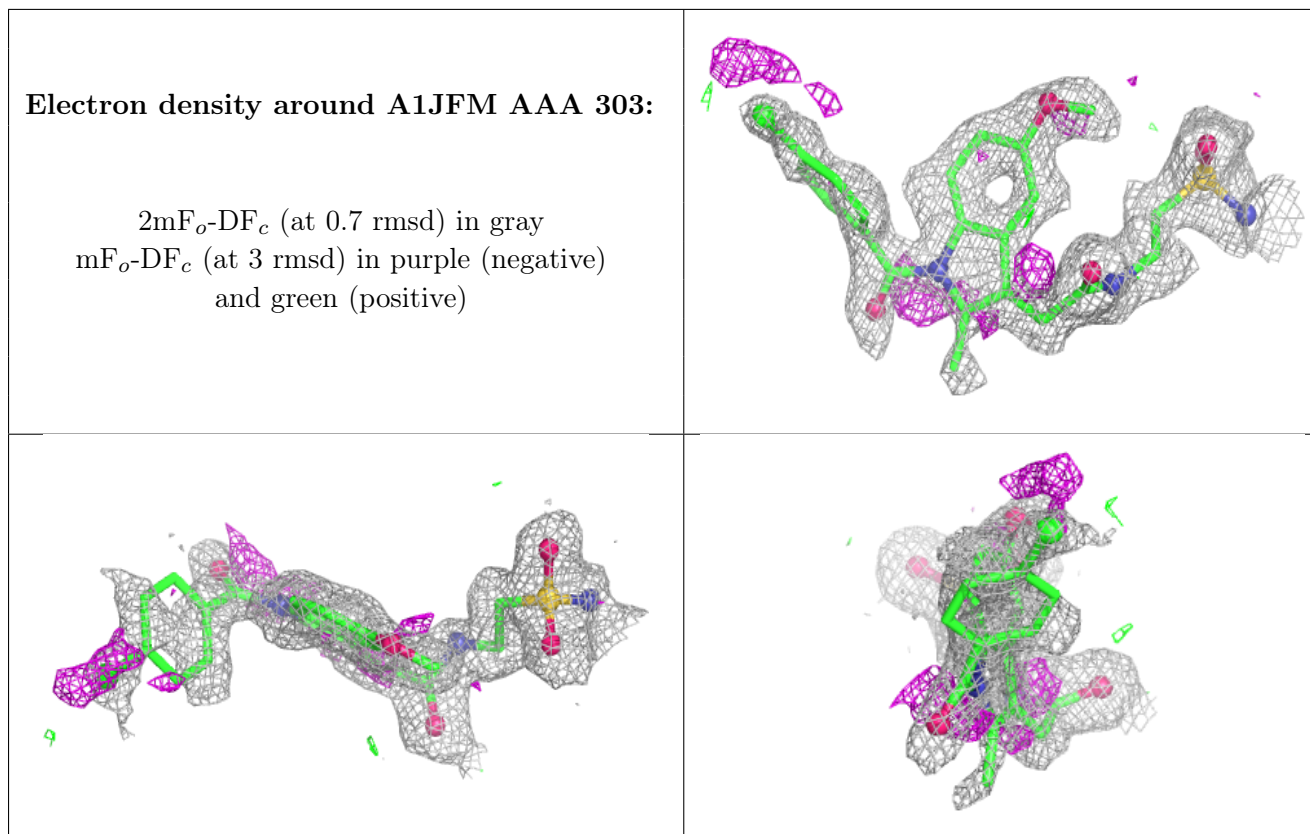 Electron density around A1JFM AAA 303:
2mFo-DFc (at 0.7 rmsd) in gray
mFo-DFc (at 3 rmsd) in purple (negative)
and green (positive)